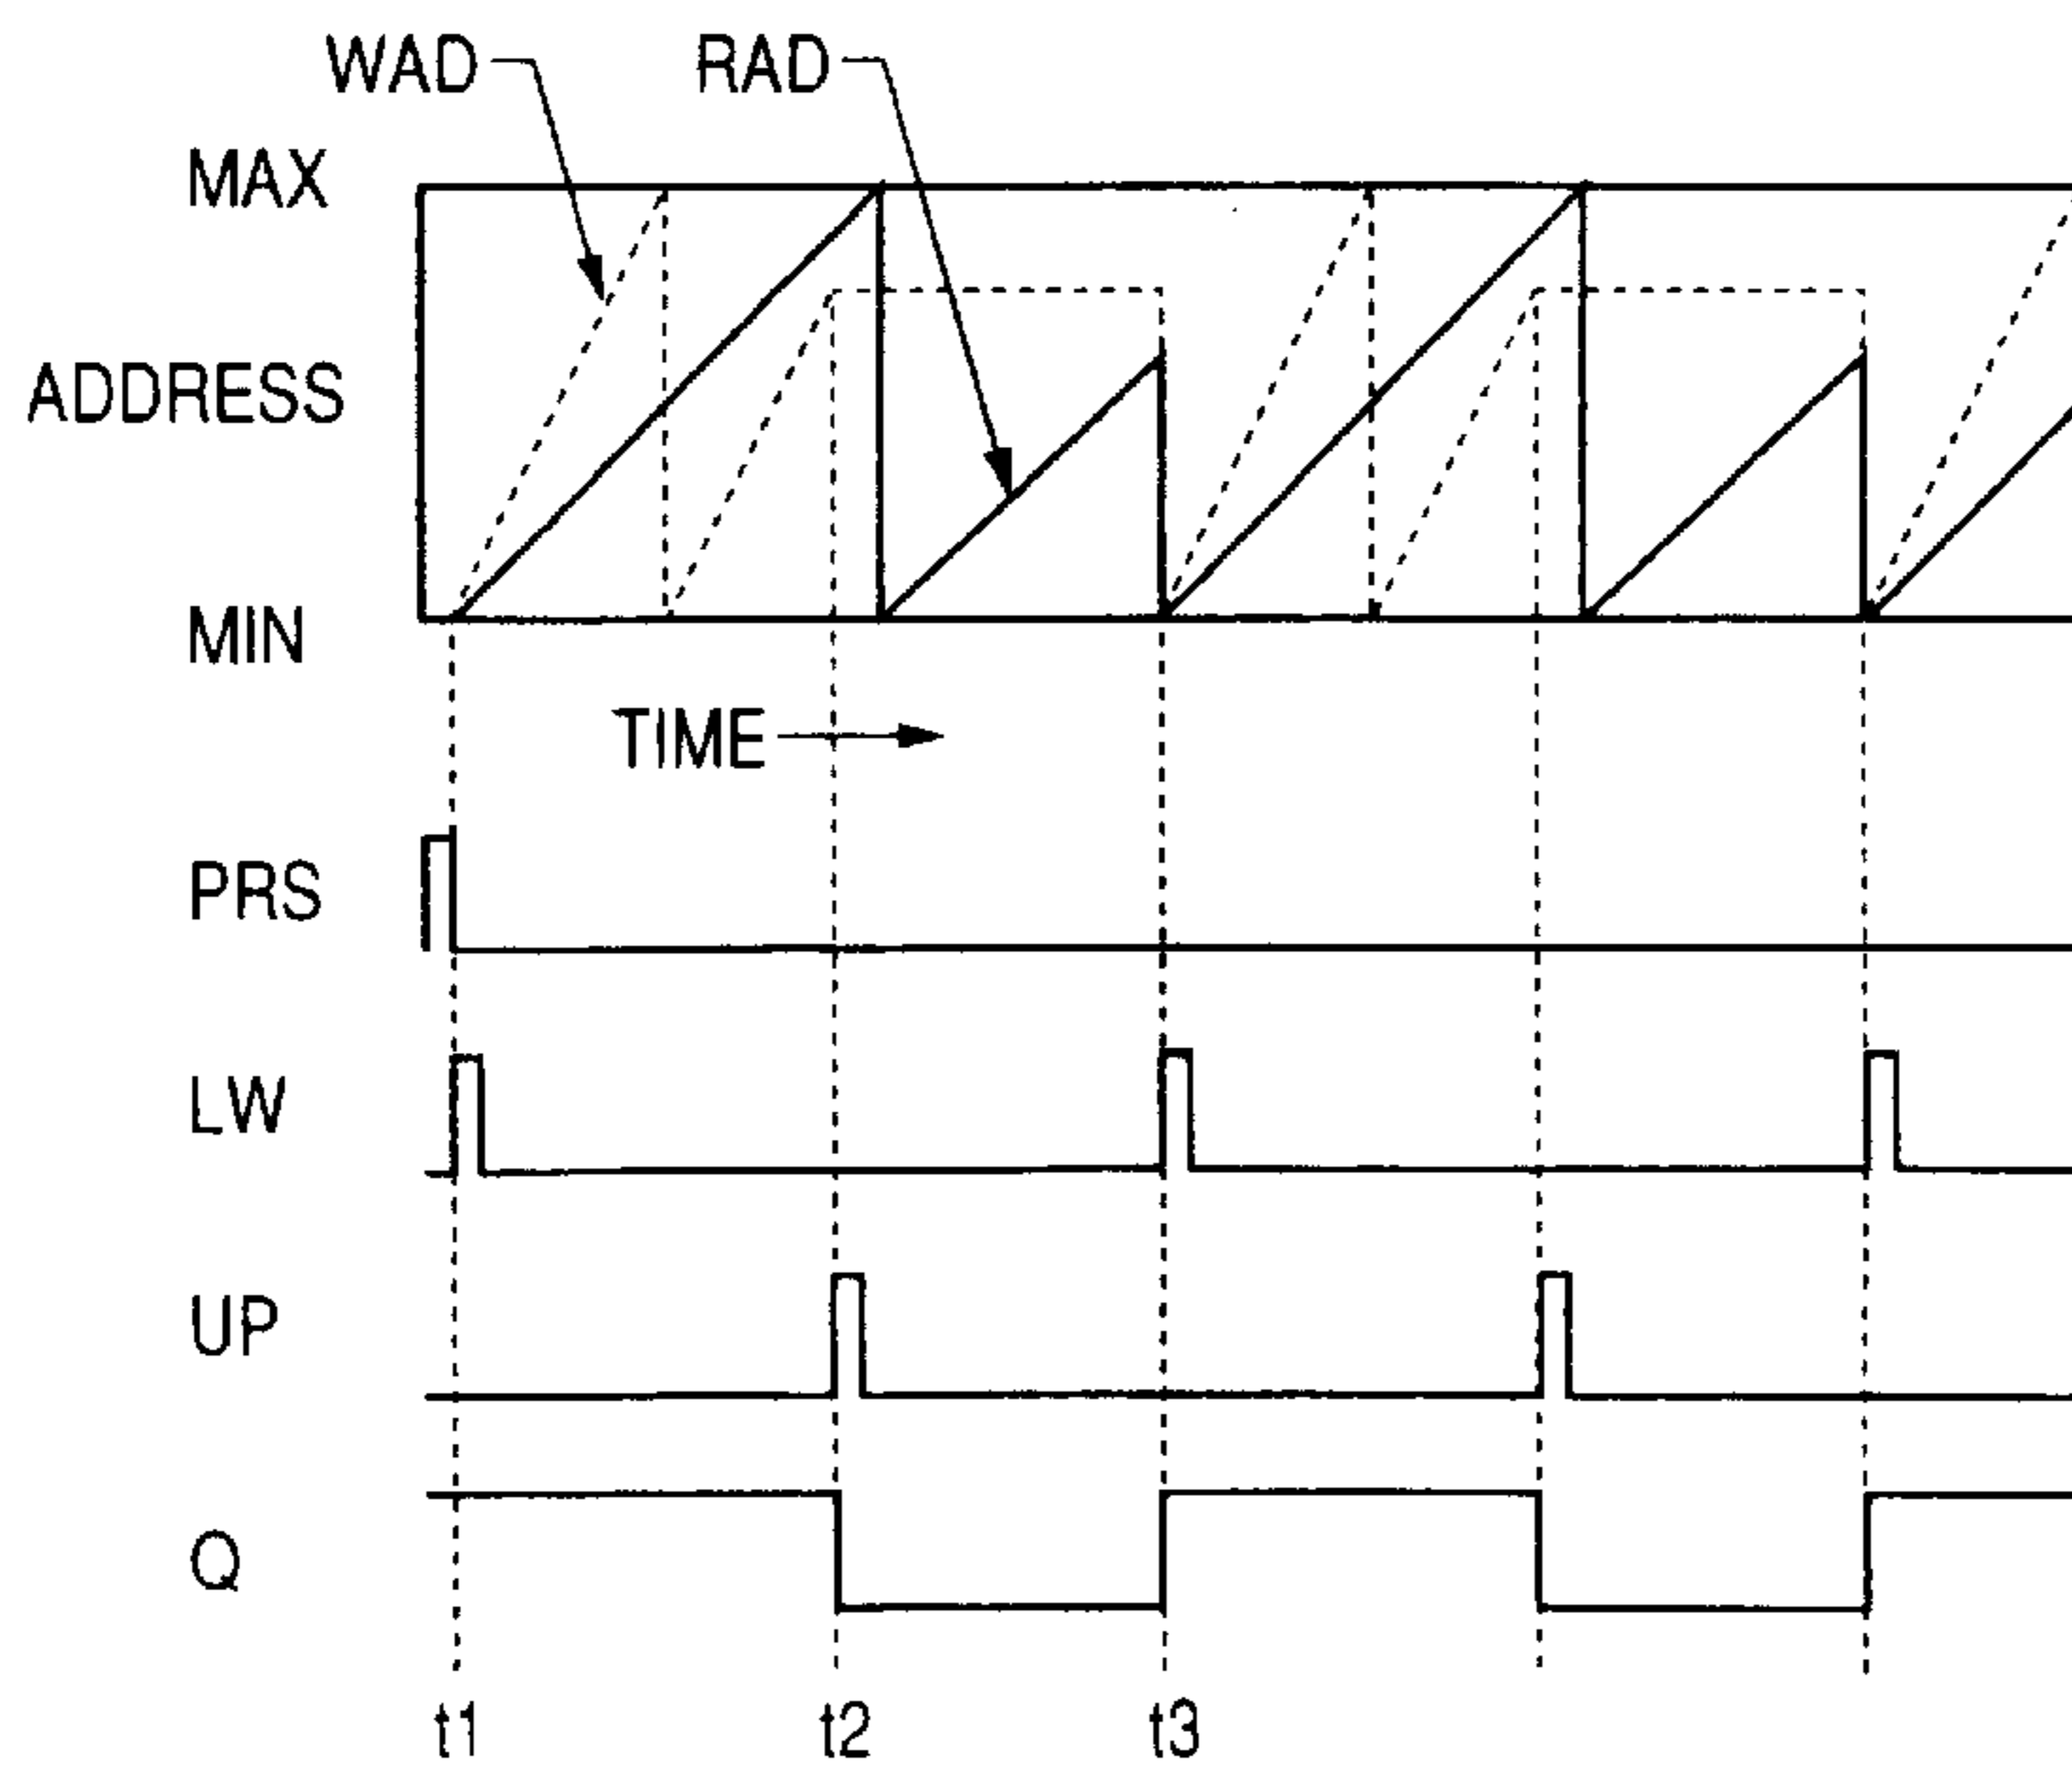 WAD RAD
MAX
ADDRESS
MIN
TIME
PRS
LW
UP
Q
t1 t2 t3